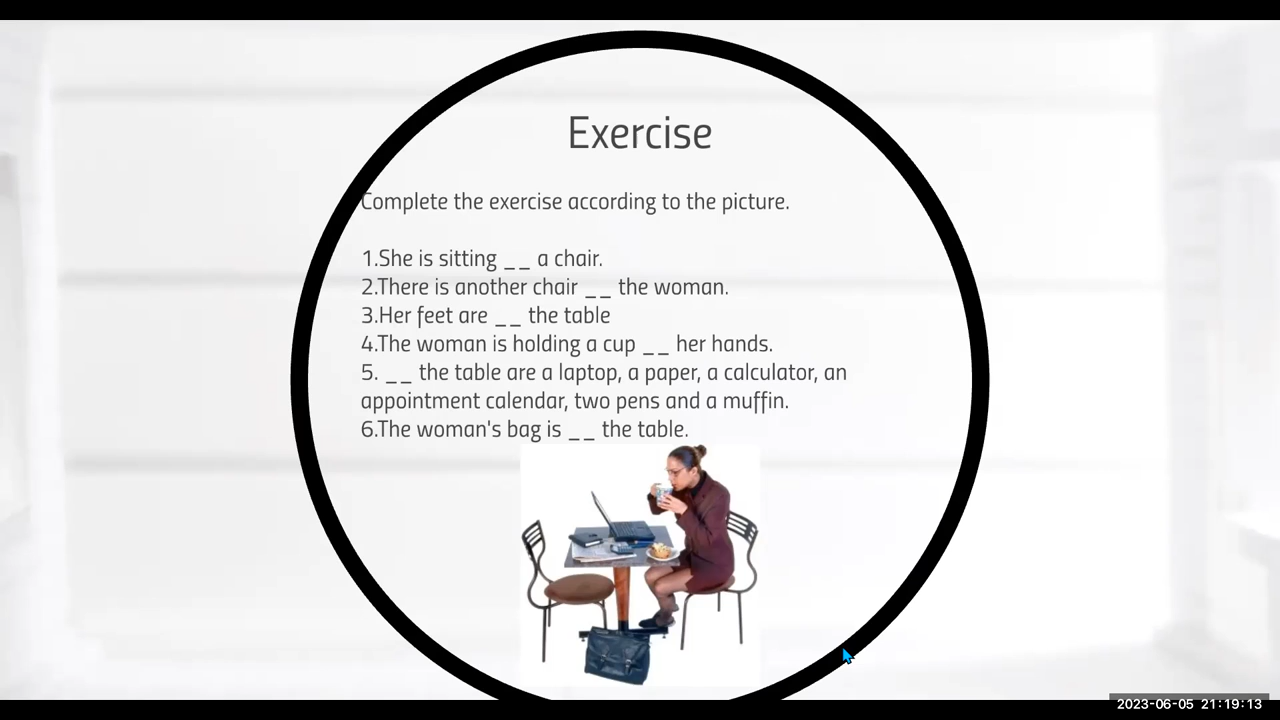 Exercise
Complete the exercise according to the picture.
1.She is sitting __ a chair.
2.There is another chair __ the woman.
3.Her feet are __ the table
4.The woman is holding a cup __ her hands.
5. __ the table are a laptop, a paper, a calculator, an
appointment calendar, two pens and a muffin.
6.The woman's bag is __ the table.
2023-06-05 21:19:13